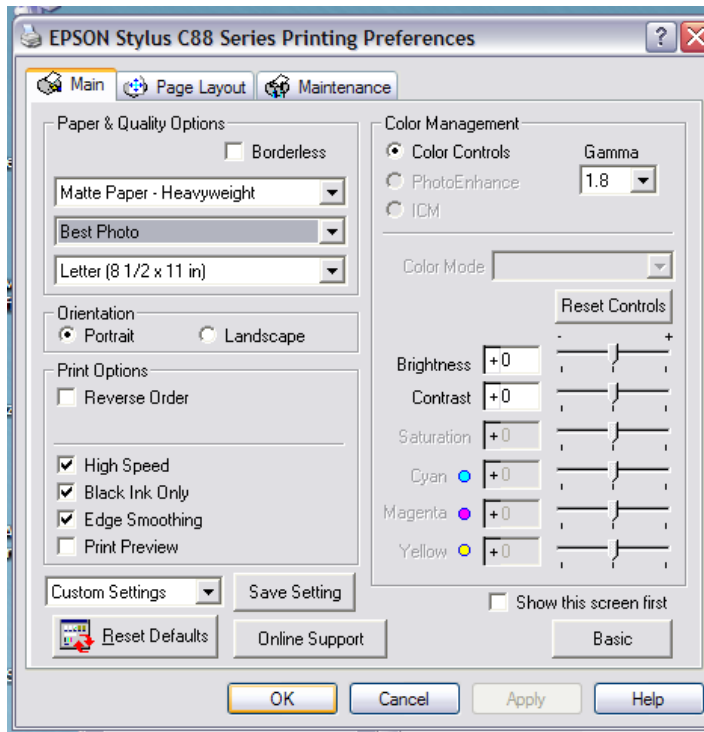 EPSON Stylus C88 Series Printing Preferences
?
Main
Page Layout
Maintenance
Paper & Quality Options
Borderless
Matte Paper - Heavyweight
Best Photo
Letter (8 1/2 x 11 in)
Orientation
Portrait
Landscape
Print Options
Reverse Order
High Speed
Black Ink Only
Edge Smoothing
Print Preview
Custom Settings
Save Setting
Reset Defaults
Online Support
Color Management
Color Controls
Gamma
PhotoEnhance
1.8
ICM
Color Mode
Reset Controls
- +
Brightness +0
Contrast +0
Saturation +0
Cyan +0
Magenta +0
Yellow +0
Show this screen first
Basic
OK
Cancel
Apply
Help